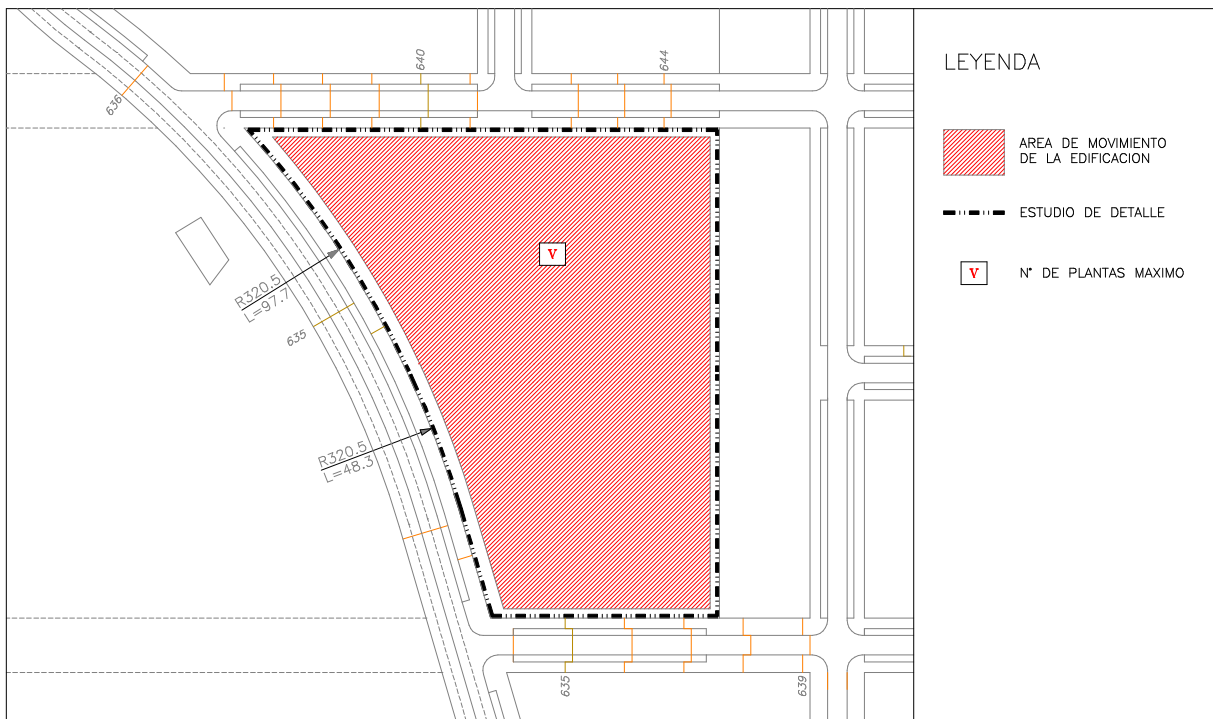 640
644
636
LEYENDA
AREA DE MOVIMIENTO
DE LA EDIFICACION
ESTUDIO DE DETALLE
V
V
N° DE PLANTAS MAXIMO
R320.5
L=97.7
635
R320.5
L=48.3
635
639